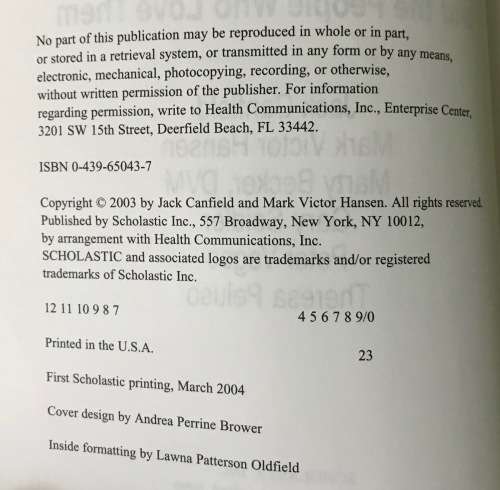 No part of this publication may be reproduced in whole or in part,
or stored in a retrieval system, or transmitted in any form or by any means,
electronic, mechanical, photocopying, recording, or otherwise,
without written permission of the publisher. For information
regarding permission, write to Health Communications, Inc., Enterprise Center,
3201 SW 15th Street, Deerfield Beach, FL 33442.
ISBN 0-439-65043-7
Copyright © 2003 by Jack Canfield and Mark Victor Hansen. All rights reserved.
Published by Scholastic Inc., 557 Broadway, New York, NY 10012,
by arrangement with Health Communications, Inc.
SCHOLASTIC and associated logos are trademarks and/or registered
trademarks of Scholastic Inc.
12 11 10 9 8 7 4 5 6 7 8 9/0
Printed in the U.S.A. 23
First Scholastic printing, March 2004
Cover design by Andrea Perrine Brower
Inside formatting by Lawna Patterson Oldfield